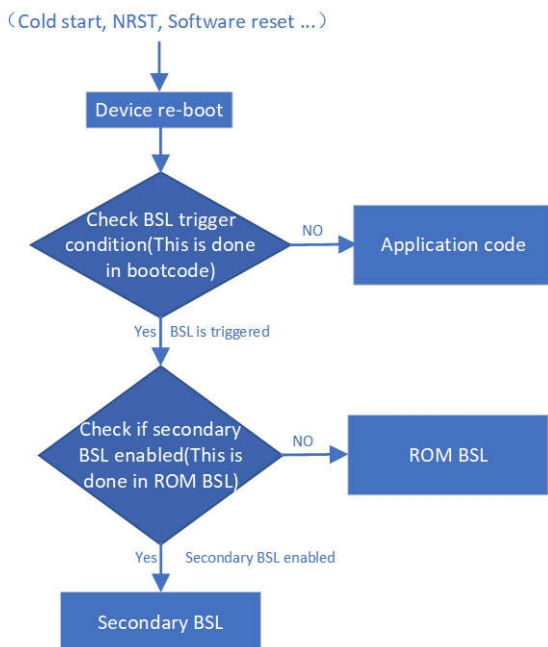 （Cold start, NRST, Software reset ...）
Device re-boot
Check BSL trigger
condition(This is done
in bootcode)
NO
Application code
Yes
BSL is triggered
Check if secondary
BSL enabled(This is
done in ROM BSL)
NO
ROM BSL
Yes
Secondary BSL enabled
Secondary BSL